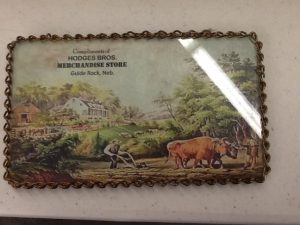 Compliments of
HODGES BROS.
MERCHANDISE STORE
Guide Rock, Neb.